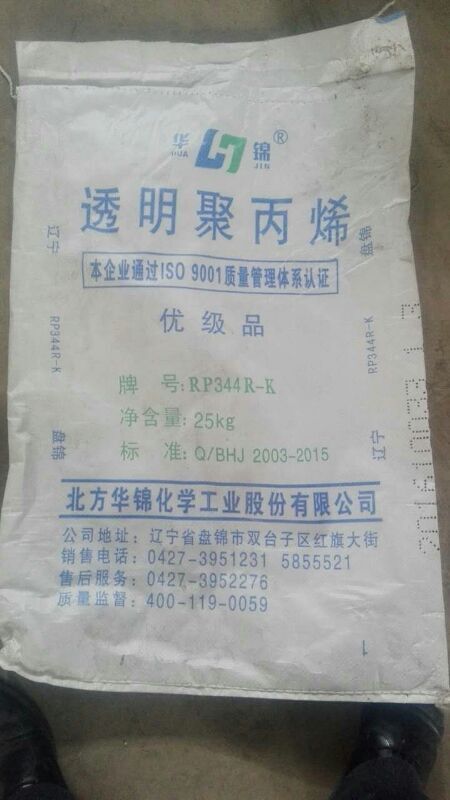 华 锦®
HUA JIN
透明聚丙烯
本企业通过ISO 9001质量管理体系认证
优级品
牌 号: RP344R-K
净含量: 25kg
标 准: Q/BHJ 2003-2015
北方华锦化学工业股份有限公司
公司地址: 辽宁省盘锦市双台子区红旗大街
销售电话: 0427-3951231 5855521
售后服务: 0427-3952276
质量监督: 400-119-0059
辽宁
RP344R-K
盘锦
盘锦
RP344R-K
辽宁
1